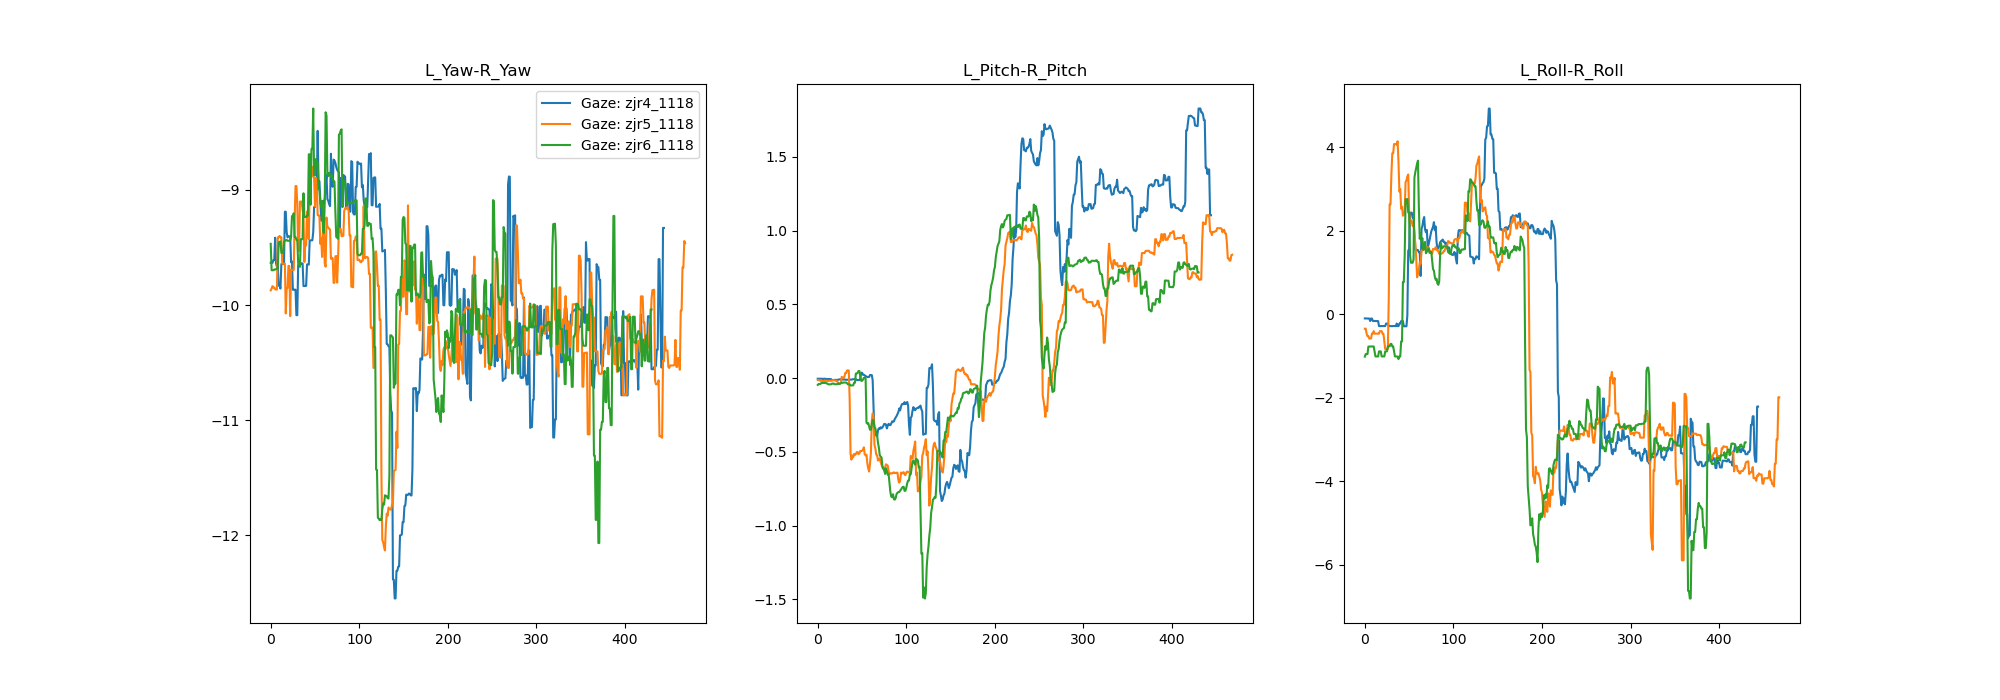 L_Yaw-R_Yaw
Gaze: zjr4_1118
Gaze: zjr5_1118
Gaze: zjr6_1118
−9
−10
−11
−12
0 100 200 300 400
L_Pitch-R_Pitch
1.5
1.0
0.5
0.0
−0.5
−1.0
−1.5
0 100 200 300 400
L_Roll-R_Roll
4
2
0
−2
−4
−6
0 100 200 300 400